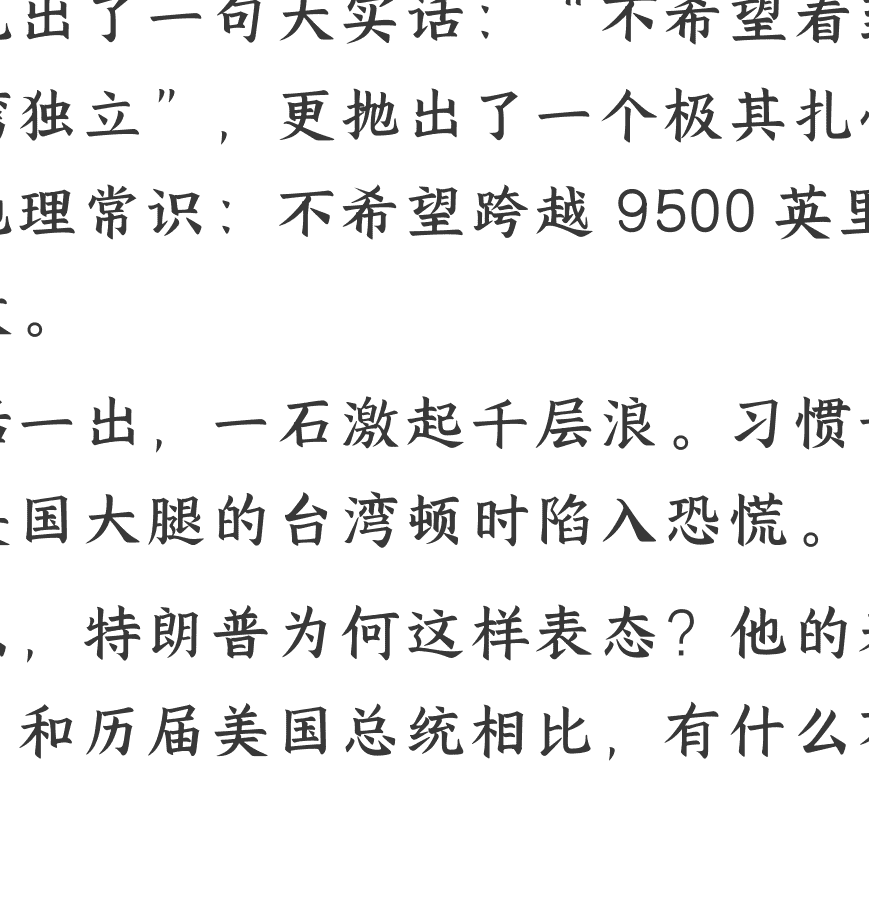 出了一句大实话：“不希望看
独立”，更抛出了一个极其扎
理常识：不希望跨越 9500 英
。
一出，一石激起千层浪。习惯
国大腿的台湾顿时陷入恐慌。
，特朗普为何这样表态？他的
和历届美国总统相比，有什么